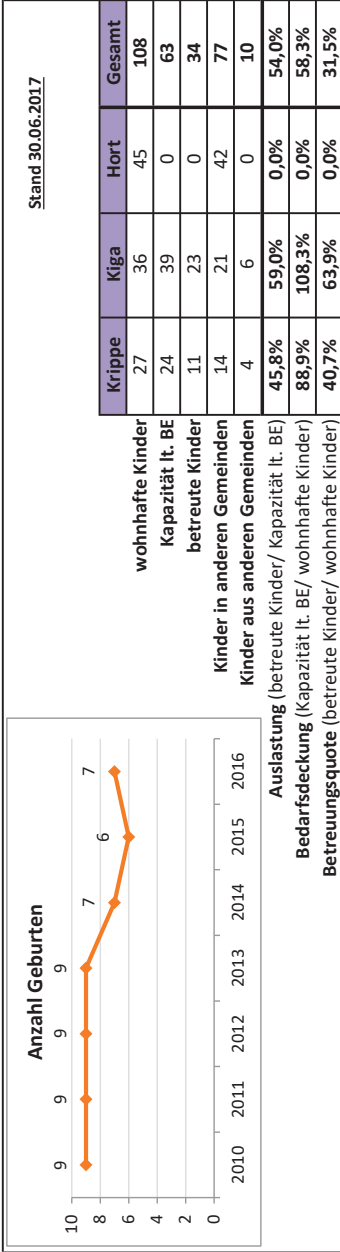 Anzahl Geburten
10
8
6
4
2
0
9 9 9 9 7 6 7
2010 2011 2012 2013 2014 2015 2016
Stand 30.06.2017
Krippe Kiga Hort Gesamt
wohnhafte Kinder 27 36 45 108
Kapazität lt. BE 24 39 0 63
betreute Kinder 11 23 0 34
Kinder in anderen Gemeinden 14 21 42 77
Kinder aus anderen Gemeinden 4 6 0 10
Auslastung (betreute Kinder/ Kapazität lt. BE) 45,8% 59,0% 0,0% 54,0%
Bedarfsdeckung (Kapazität lt. BE/ wohnhafte Kinder) 88,9% 108,3% 0,0% 58,3%
Betreuungsquote (betreute Kinder/ wohnhafte Kinder) 40,7% 63,9% 0,0% 31,5%